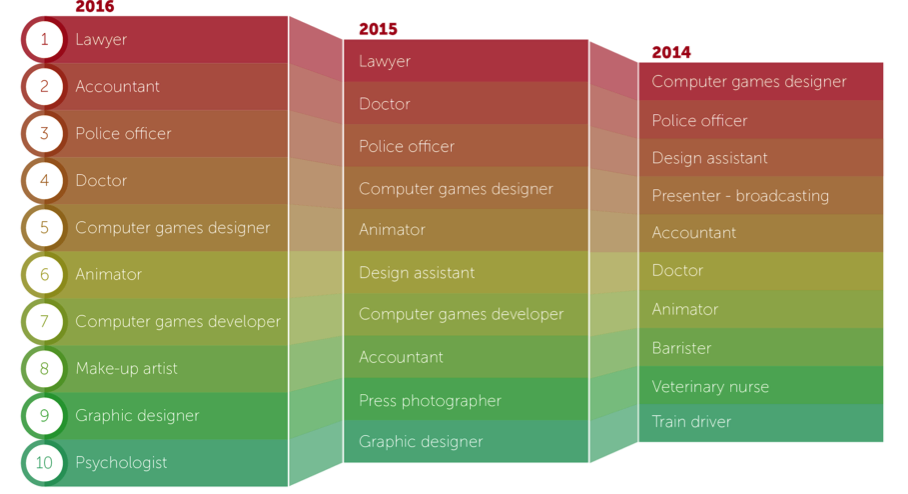 2016
1 Lawyer
2 Accountant
3 Police officer
4 Doctor
5 Computer games designer
6 Animator
7 Computer games developer
8 Make-up artist
9 Graphic designer
10 Psychologist
2015
Lawyer
Doctor
Police officer
Computer games designer
Animator
Design assistant
Computer games developer
Accountant
Press photographer
Graphic designer
2014
Computer games designer
Police officer
Design assistant
Presenter - broadcasting
Accountant
Doctor
Animator
Barrister
Veterinary nurse
Train driver